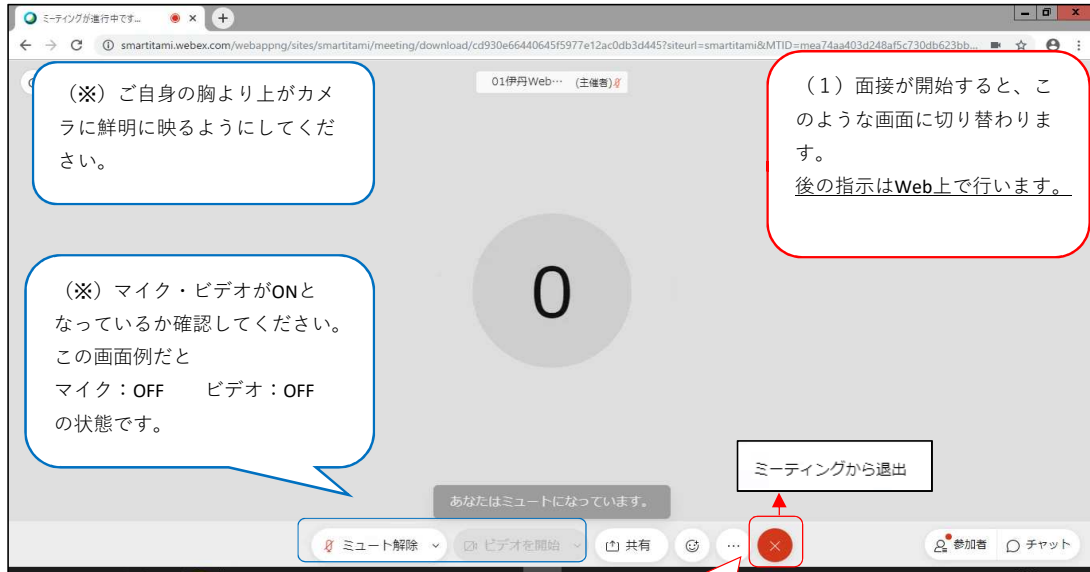 ミーティングが進行中です...
smartitami.webex.com/webappng/sites/smartitami/meeting/download/cd930e66440645f5977e12ac0db3d445?siteurl=smartitami&MTID=mea74aa403d248af5c730db623bb...
01伊丹Web… (主催者)
(※)ご自身の胸より上がカメ
ラに鮮明に映るようにしてくだ
さい。
(1)面接が開始すると、こ
のような画面に切り替わりま
す。
後の指示はWeb上で行います。
0
(※)マイク・ビデオがONと
なっているか確認してください。
この画面例だと
マイク：OFF　　ビデオ：OFF
の状態です。
ミーティングから退出
あなたはミュートになっています。
ミュート解除
ビデオを開始
共有
参加者
チャット